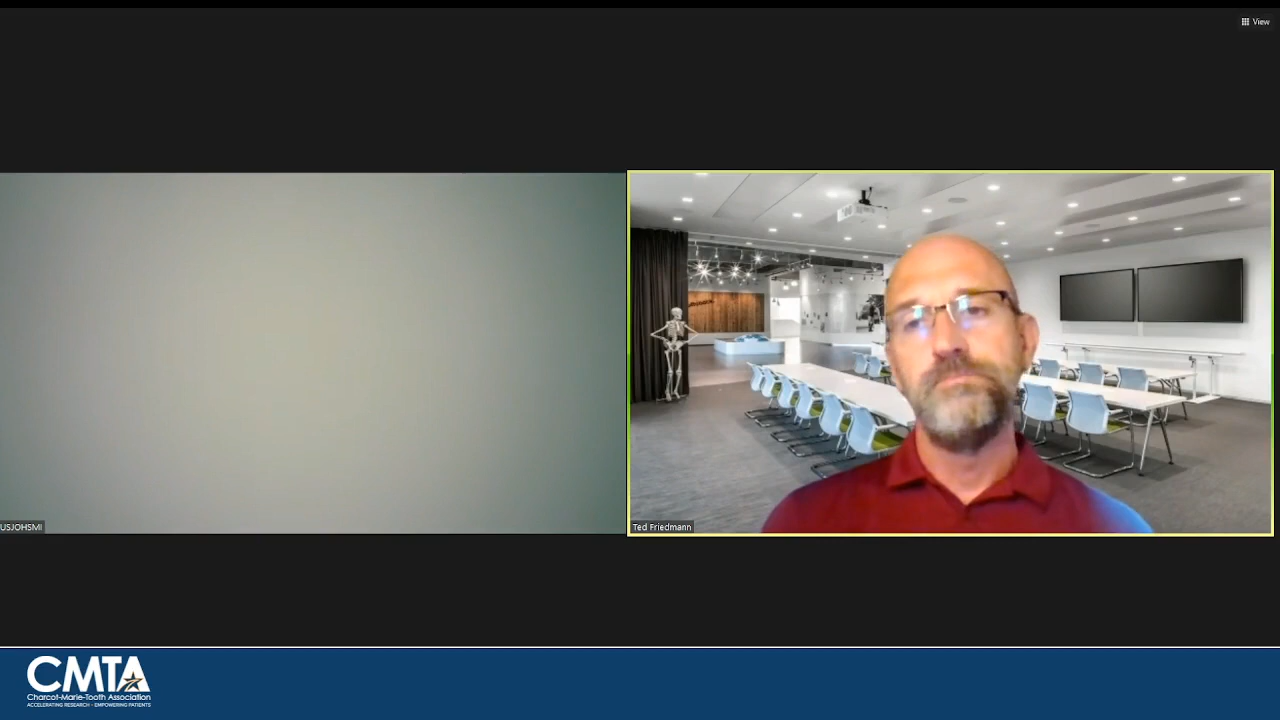 View
USJOHSMI
Ted Friedmann
CMTA
Charcot-Marie-Tooth Association
ACCELERATING RESEARCH - EMPOWERING PATIENTS